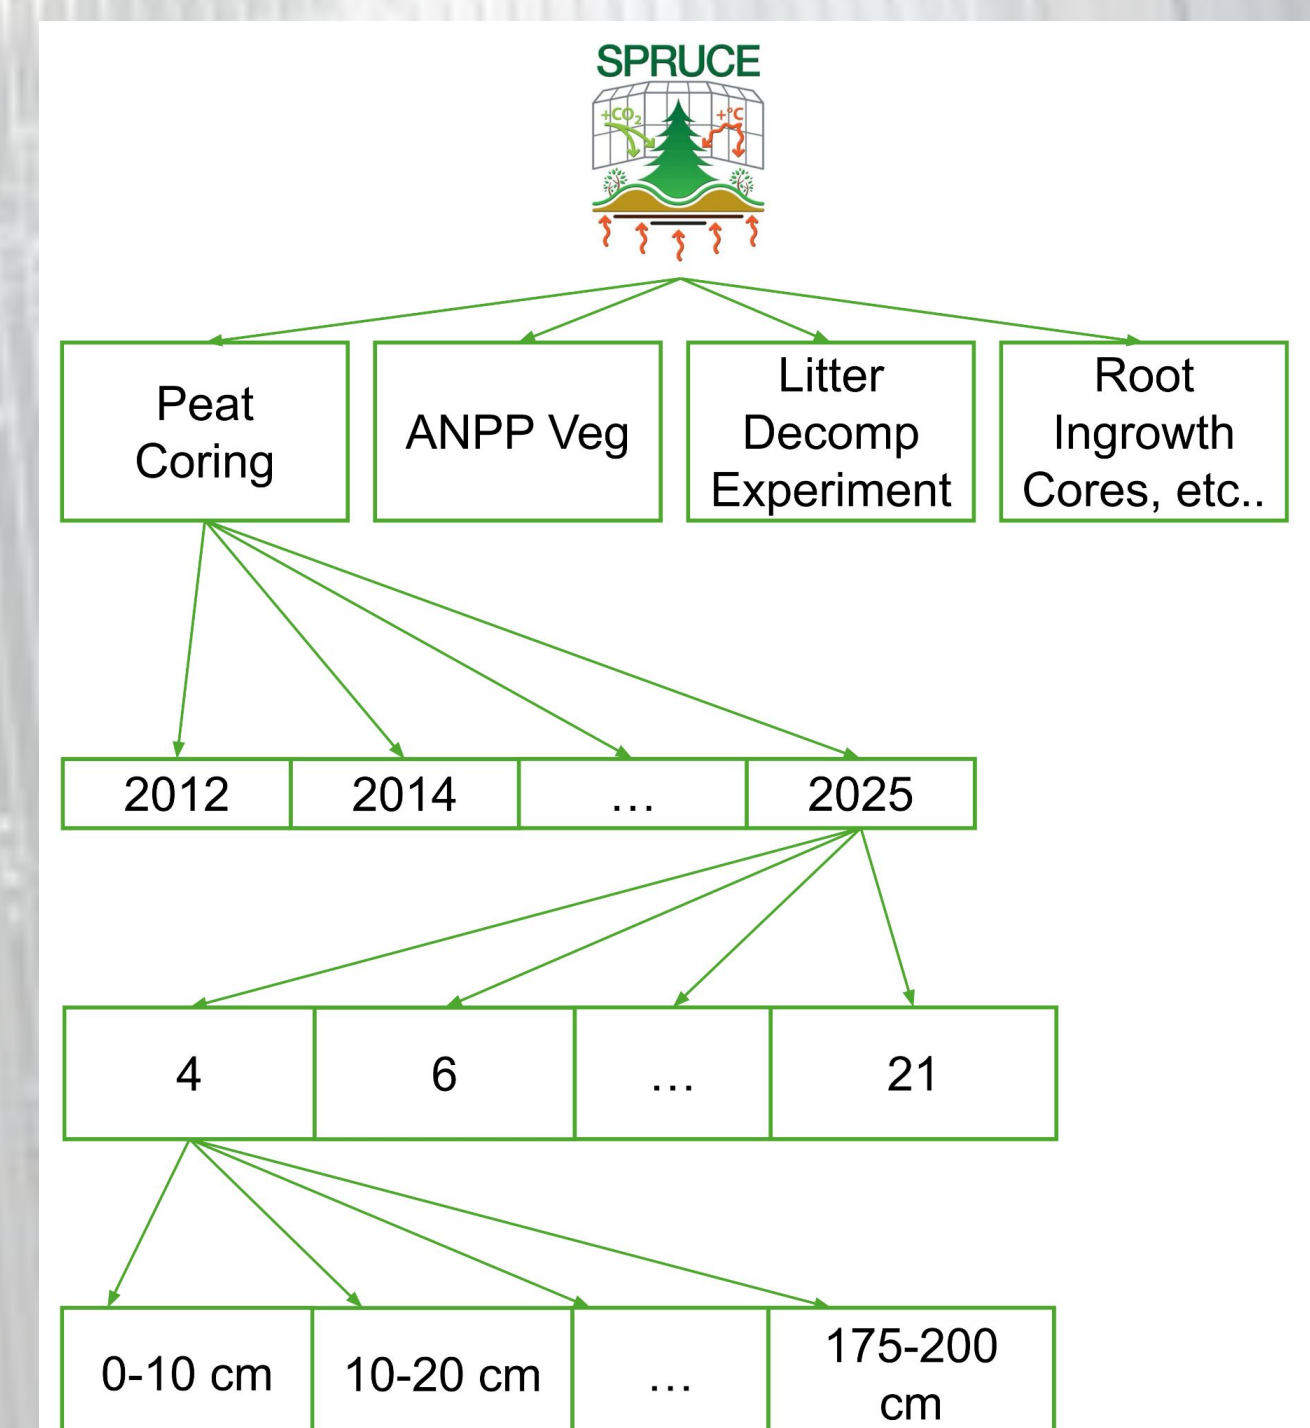 SPRUCE
+CO₂
+°C
Peat
Coring
ANPP Veg
Litter
Decomp
Experiment
Root
Ingrowth
Cores, etc..
2012
2014
...
2025
4
6
...
21
0-10 cm
10-20 cm
...
175-200
cm